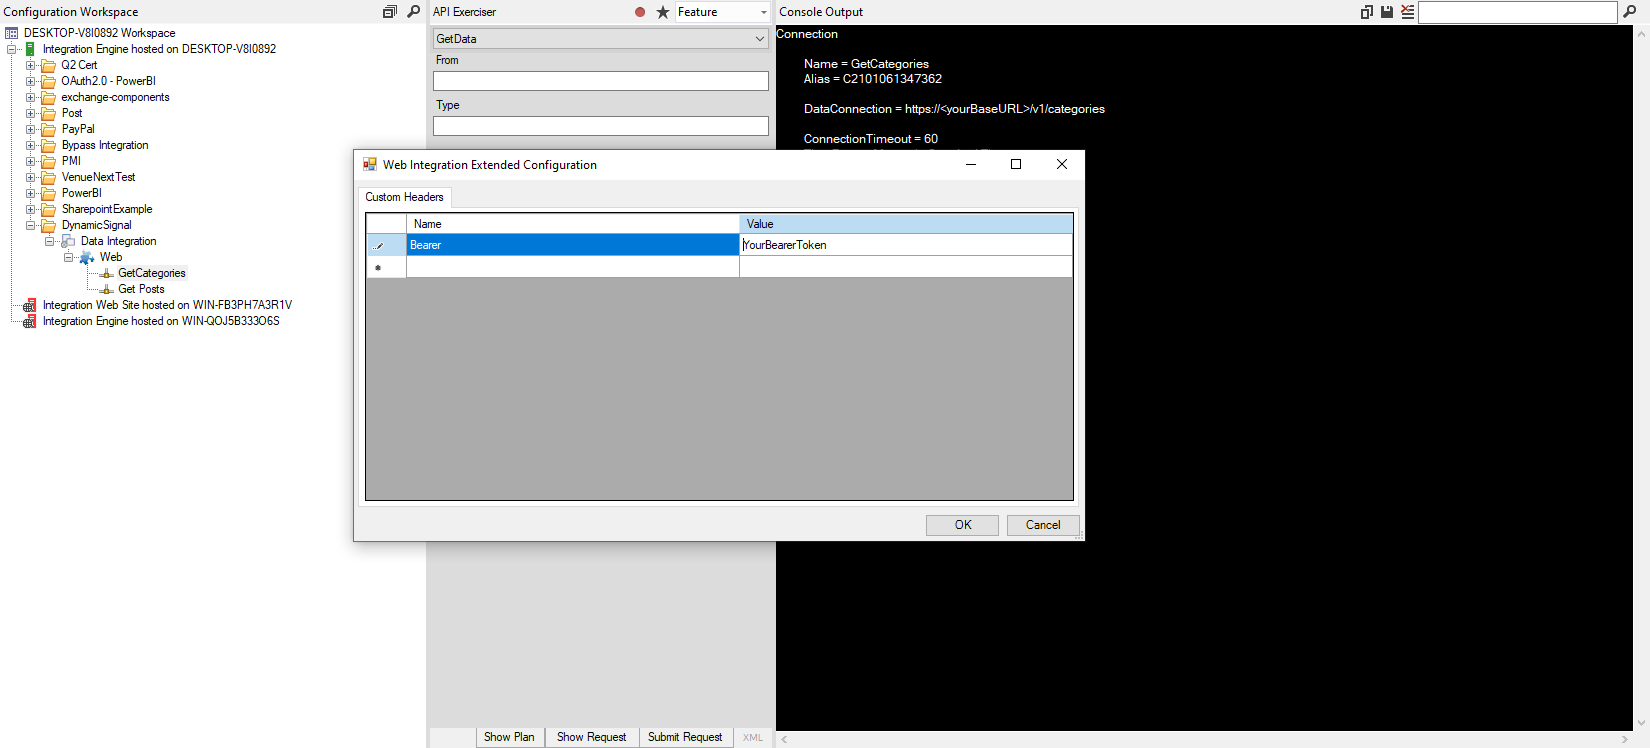 Configuration Workspace
DESKTOP-V8I0892 Workspace
Integration Engine hosted on DESKTOP-V8I0892
Q2 Cert
OAuth2.0 - PowerBI
exchange-components
Post
PayPal
Bypass Integration
PMI
VenueNextTest
PowerBI
SharepointExample
DynamicSignal
Data Integration
Web
GetCategories
Get Posts
Integration Web Site hosted on WIN-FB3PH7A3R1V
Integration Engine hosted on WIN-QOJ5B333O6S
API Exerciser
Feature
GetData
From
Type
Web Integration Extended Configuration
Custom Headers
Name Value
Bearer YourBearerToken
OK Cancel
Show Plan Show Request Submit Request XML
Console Output
Connection
Name = GetCategories
Alias = C2101061347362
DataConnection = https://<yourBaseURL>/v1/categories
ConnectionTimeout = 60